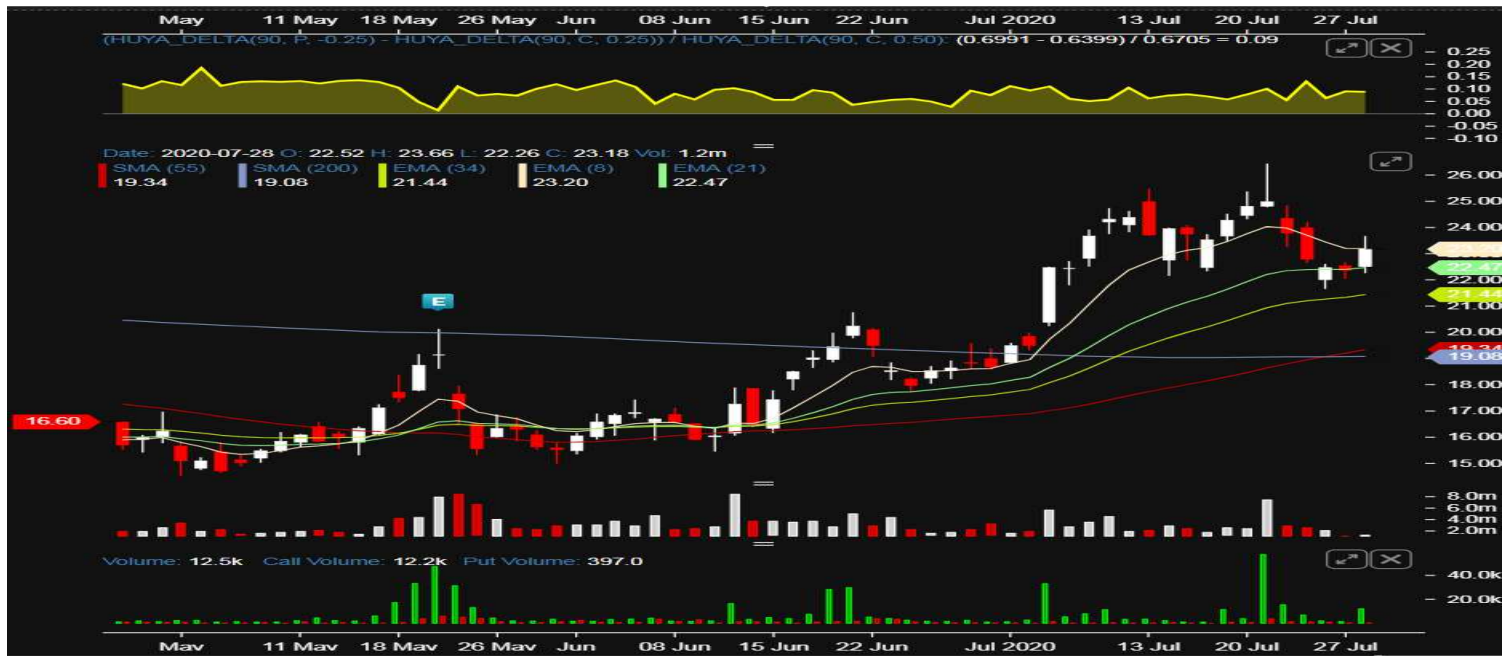 May 11 May 18 May 26 May Jun 08 Jun 15 Jun 22 Jun Jul 2020 13 Jul 20 Jul 27 Jul
(HUYA_DELTA(90, P, -0.25) - HUYA_DELTA(90, C, 0.25)) / HUYA_DELTA(90, C, 0.50): (0.6991 - 0.6399) / 0.6705 = 0.09
0.25
0.20
0.15
0.10
0.05
0.00
-0.05
-0.10
Date: 2020-07-28 O: 22.52 H: 23.66 L: 22.26 C: 23.18 Vol: 1.2m
SMA (55) SMA (200) EMA (34) EMA (8) EMA (21)
19.34 19.08 21.44 23.20 22.47
26.00
25.00
24.00
22.47
22.00
21.44
21.00
E
20.00
19.34
19.08
18.00
17.00
16.60
16.00
15.00
8.0m
6.0m
4.0m
2.0m
Volume: 12.5k Call Volume: 12.2k Put Volume: 397.0
40.0k
20.0k
May 11 May 18 May 26 May Jun 08 Jun 15 Jun 22 Jun Jul 2020 13 Jul 20 Jul 27 Jul